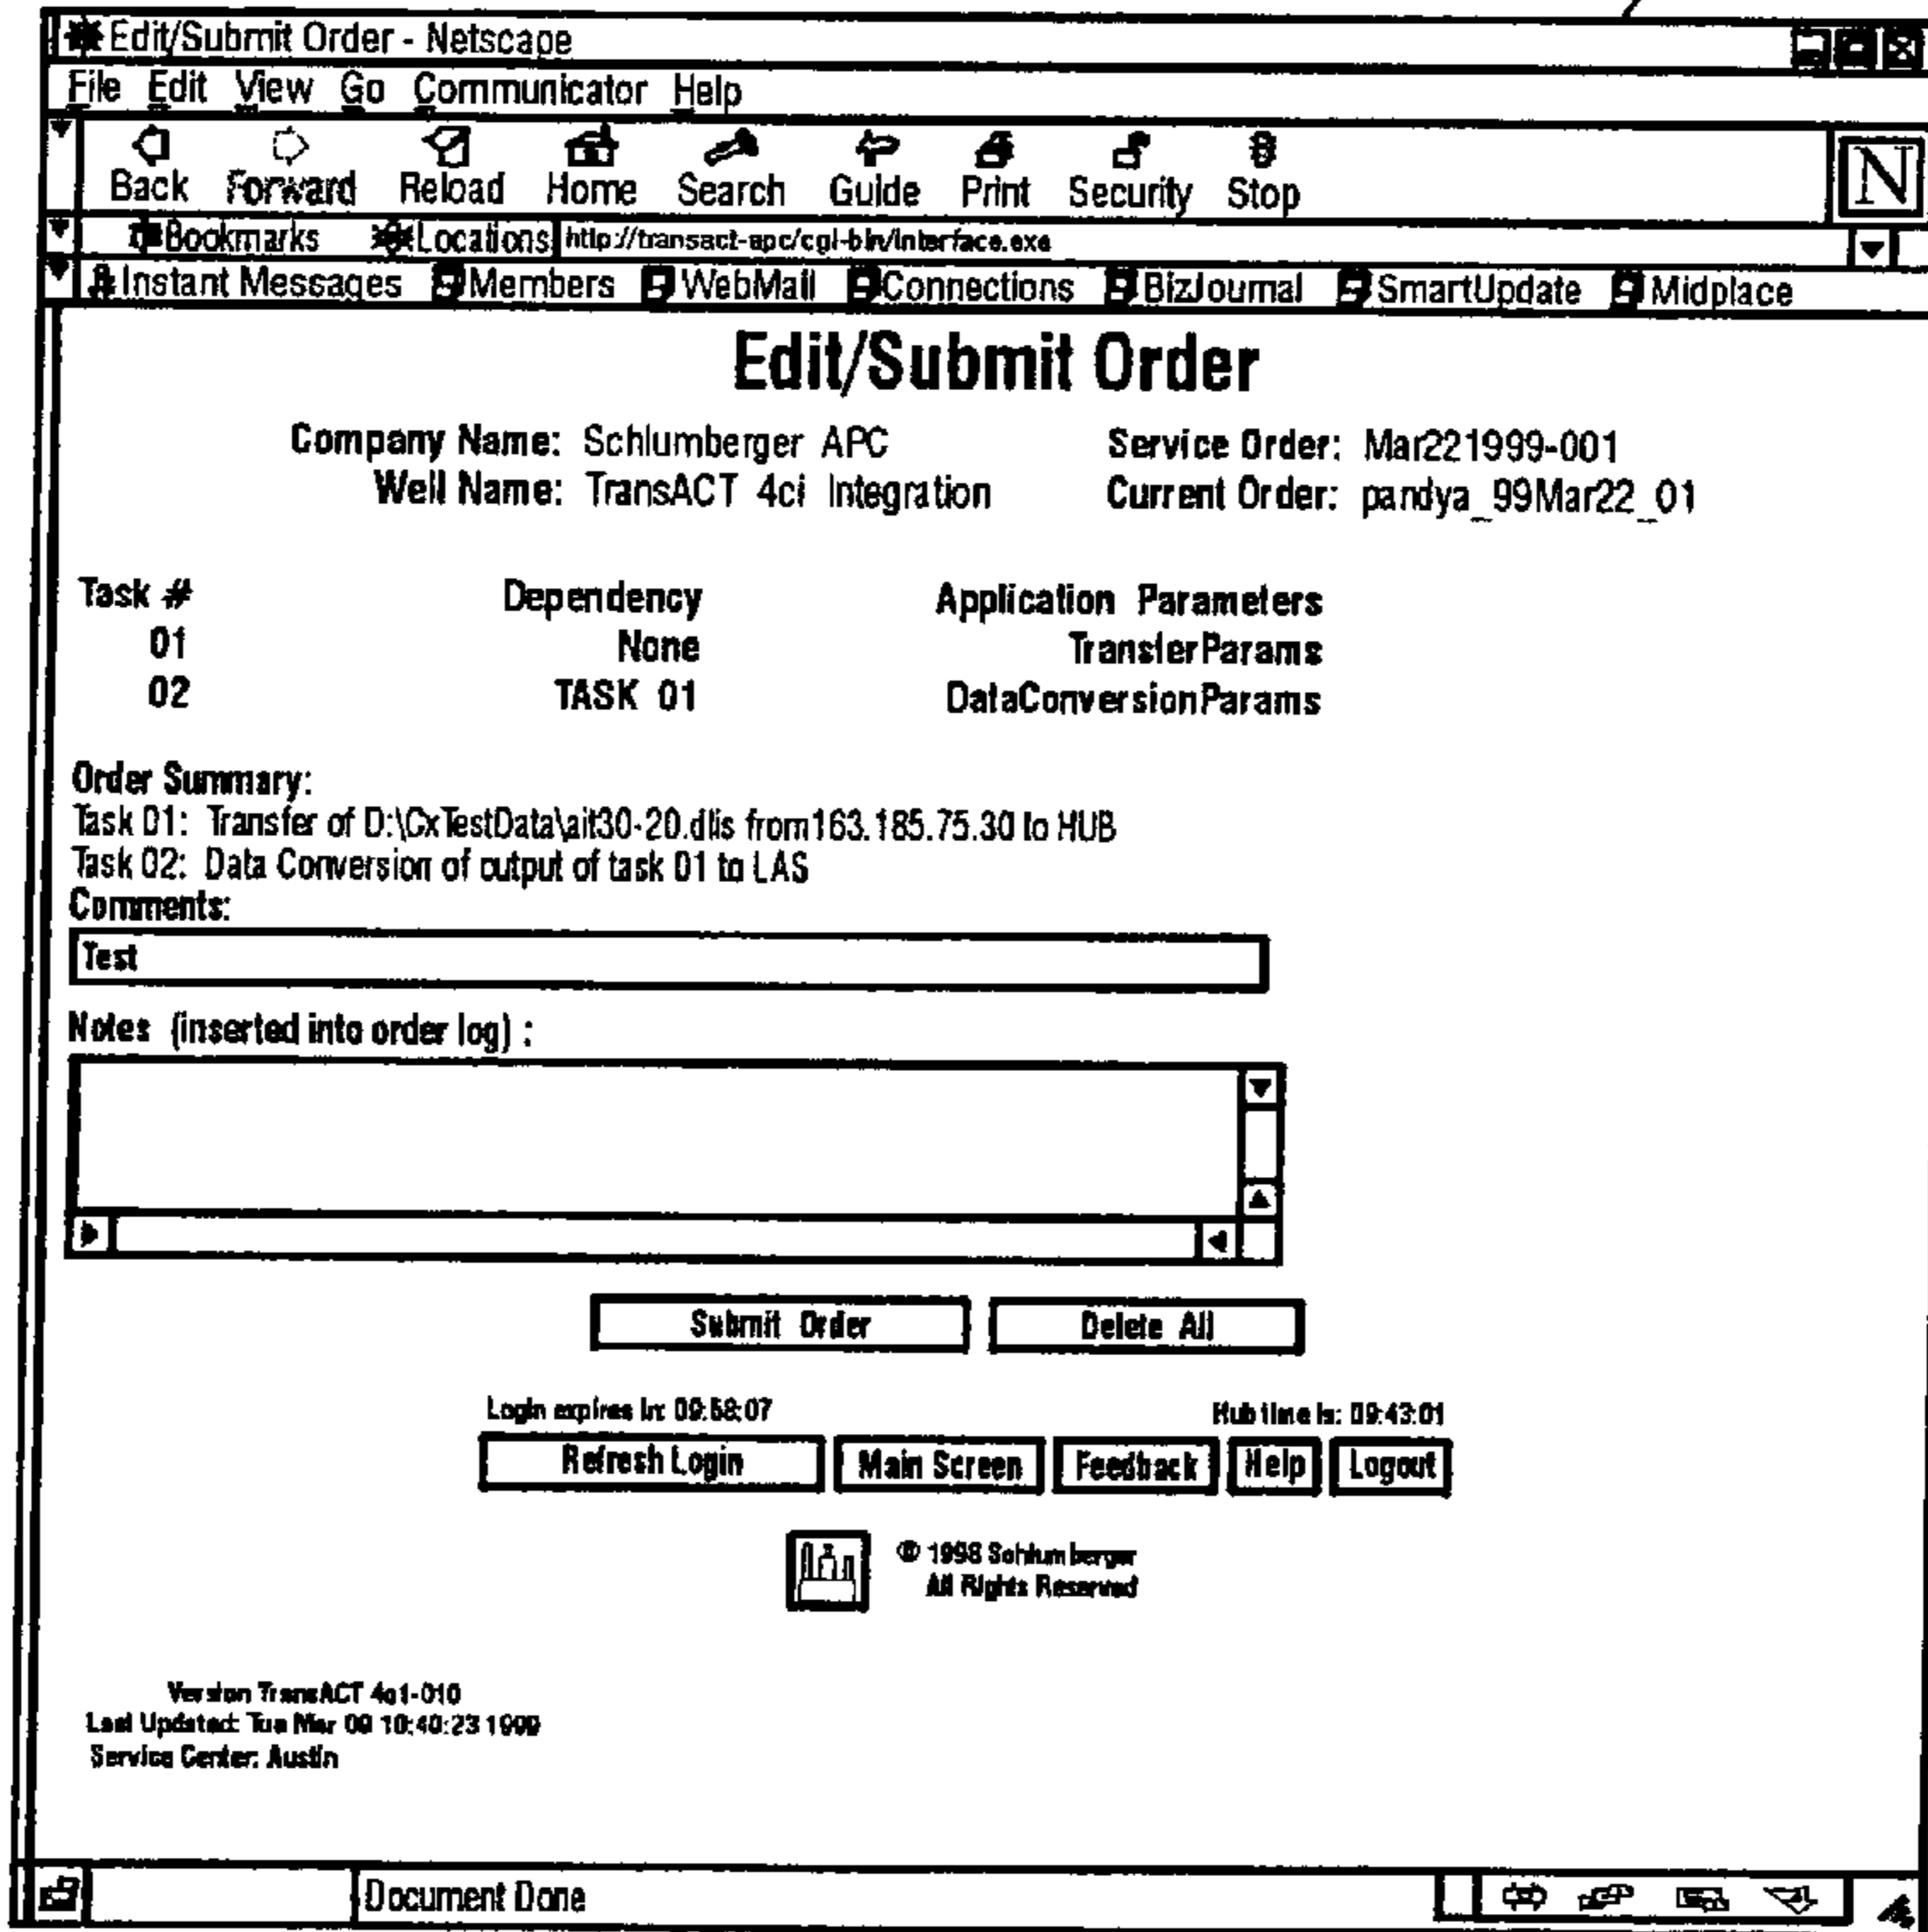 Edit/Submit Order - Netscape
File Edit View Go Communicator Help
Back Forward Reload Home Search Guide Print Security Stop
N
Bookmarks Locations http://transact-apc/cgi-bin/interface.exe
Instant Messages Members WebMail Connections BizJournal SmartUpdate Midplace
Edit/Submit Order
Company Name: Schlumberger APC Service Order: Mar221999-001
Well Name: TransACT 4ci Integration Current Order: pandya_99Mar22_01
Task # Dependency Application Parameters
01 None TransferParams
02 TASK 01 DataConversionParams
Order Summary:
Task 01: Transfer of D:\CxTestData\ait30-20.dlis from163.185.75.30 to HUB
Task 02: Data Conversion of output of task 01 to LAS
Comments:
Test
Notes (inserted into order log) :
Submit Order Delete All
Login expires in: 09:58:07 Hub time is: 09:43:01
Refresh Login Main Screen Feedback Help Logout
© 1998 Schlumberger
All Rights Reserved
Version TransACT 4c1-010
Last Updated: Tue Mar 09 10:40:23 1999
Service Center: Austin
Document Done